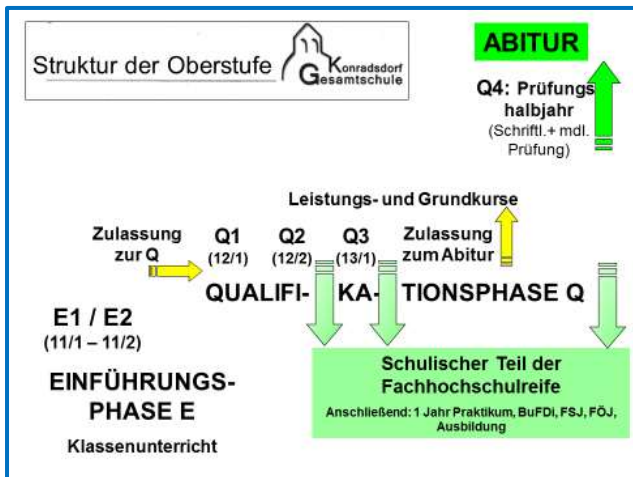 Struktur der Oberstufe
Konradsdorf
Gesamtschule
ABITUR
Q4: Prüfungs
halbjahr
(Schriftl.+ mdl.
Prüfung)
Leistungs- und Grundkurse
Zulassung
zur Q
Q1
(12/1)
Q2
(12/2)
Q3
(13/1)
Zulassung
zum Abitur
QUALIFI- KA- TIONSPHASE Q
E1 / E2
(11/1 – 11/2)
EINFÜHRUNGS-
PHASE E
Klassenunterricht
Schulischer Teil der
Fachhochschulreife
Anschließend: 1 Jahr Praktikum, BuFDi, FSJ, FÖJ,
Ausbildung